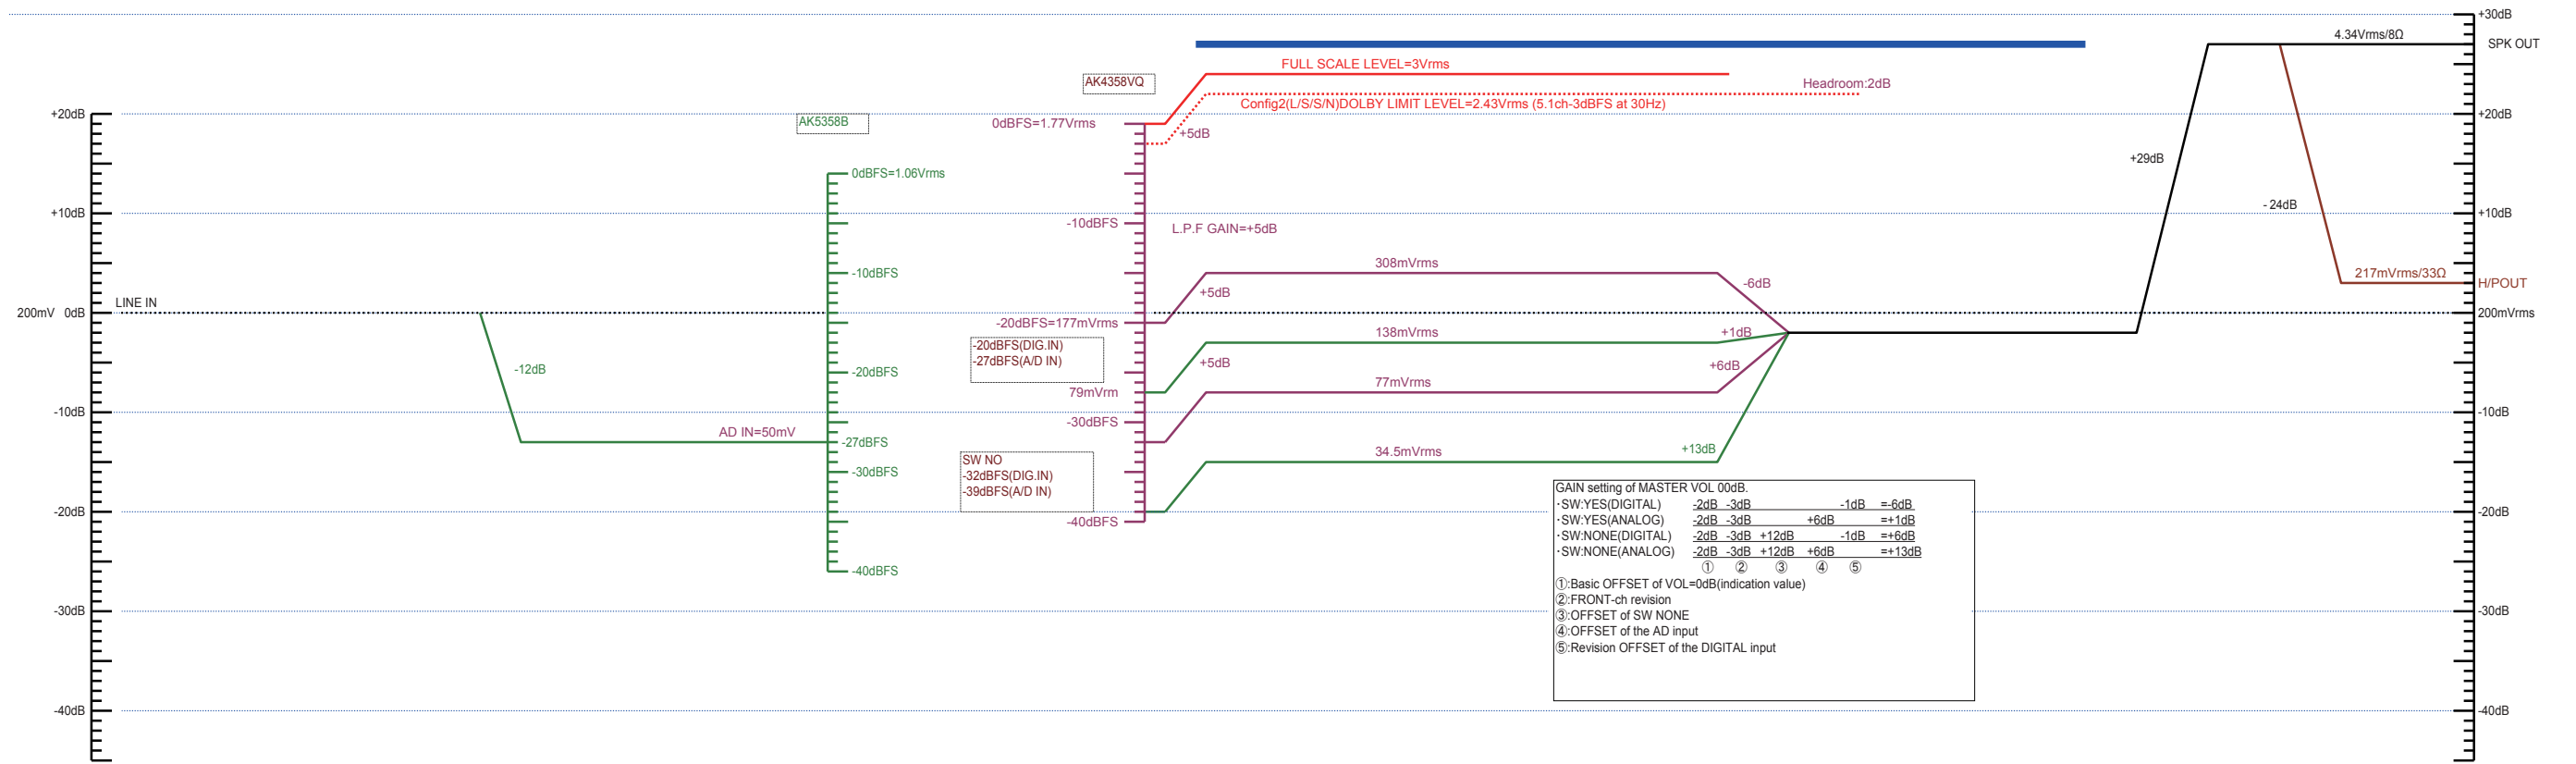 +20dB
+10dB
200mV 0dB
-10dB
-20dB
-30dB
-40dB
LINE IN
-12dB
AD IN=50mV
AK5358B
0dBFS=1.06Vrms
-10dBFS
-20dBFS
-27dBFS
-30dBFS
-40dBFS
AK4358VQ
0dBFS=1.77Vrms
-10dBFS
-20dBFS=177mVrms
-20dBFS(DIG.IN)
-27dBFS(A/D IN)
79mVrm
-30dBFS
SW NO
-32dBFS(DIG.IN)
-39dBFS(A/D IN)
-40dBFS
FULL SCALE LEVEL=3Vrms
Headroom:2dB
Config2(L/S/S/N)DOLBY LIMIT LEVEL=2.43Vrms (5.1ch-3dBFS at 30Hz)
+5dB
L.P.F GAIN=+5dB
308mVrms
+5dB
-6dB
138mVrms
+1dB
+5dB
+6dB
77mVrms
34.5mVrms
+13dB
GAIN setting of MASTER VOL 00dB.
·SW:YES(DIGITAL) -2dB -3dB -1dB =-6dB
·SW:YES(ANALOG) -2dB -3dB +6dB =+1dB
·SW:NONE(DIGITAL) -2dB -3dB +12dB -1dB =+6dB
·SW:NONE(ANALOG) -2dB -3dB +12dB +6dB =+13dB
① ② ③ ④ ⑤
①:Basic OFFSET of VOL=0dB(indication value)
②:FRONT-ch revision
③:OFFSET of SW NONE
④:OFFSET of the AD input
⑤:Revision OFFSET of the DIGITAL input
+29dB
4.34Vrms/8Ω
- 24dB
217mVrms/33Ω
+30dB
SPK OUT
+20dB
+10dB
H/POUT
200mVrms
-10dB
-20dB
-30dB
-40dB